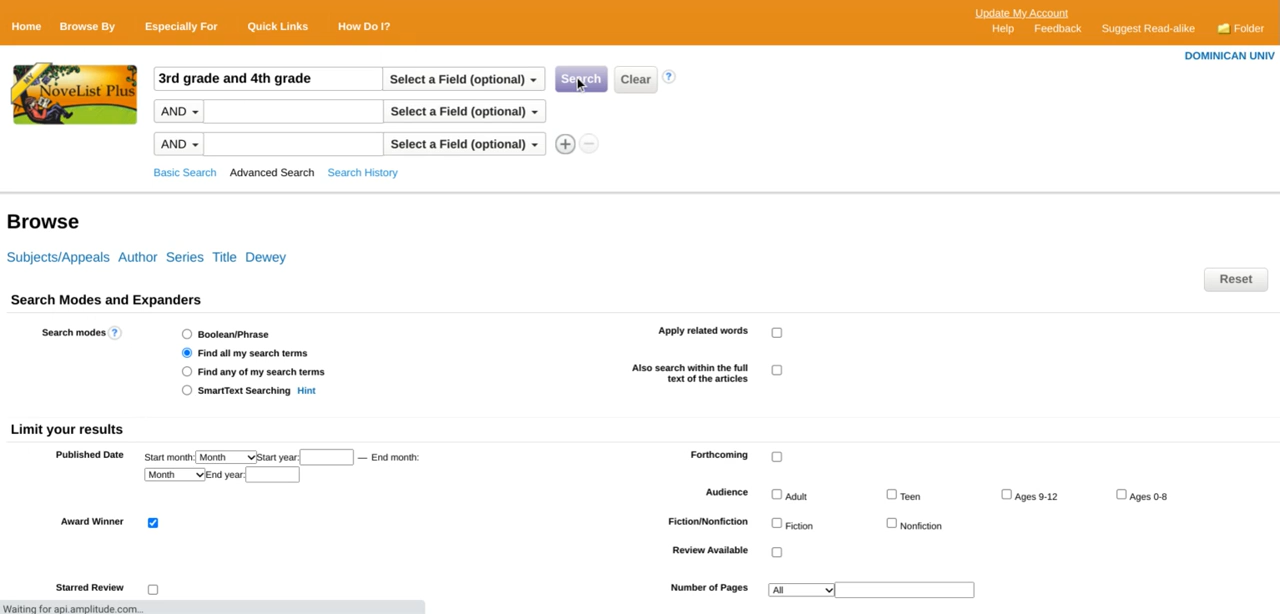 Update My Account
Home Browse By Especially For Quick Links How Do I?
Help Feedback Suggest Read-alike Folder
DOMINICAN UNIV
MY NoveList Plus
3rd grade and 4th grade Select a Field (optional) Search Clear ?
AND Select a Field (optional)
AND Select a Field (optional)
Basic Search Advanced Search Search History
Browse
Subjects/Appeals Author Series Title Dewey
Reset
Search Modes and Expanders
Search modes ?
Boolean/Phrase
Find all my search terms
Find any of my search terms
SmartText Searching Hint
Apply related words
Also search within the full
text of the articles
Limit your results
Published Date Start month: Month Start year: — End month:
Month End year:
Forthcoming
Audience Adult Teen Ages 9-12 Ages 0-8
Award Winner
Fiction/Nonfiction Fiction Nonfiction
Review Available
Starred Review
Number of Pages All
Waiting for api.amplitude.com...